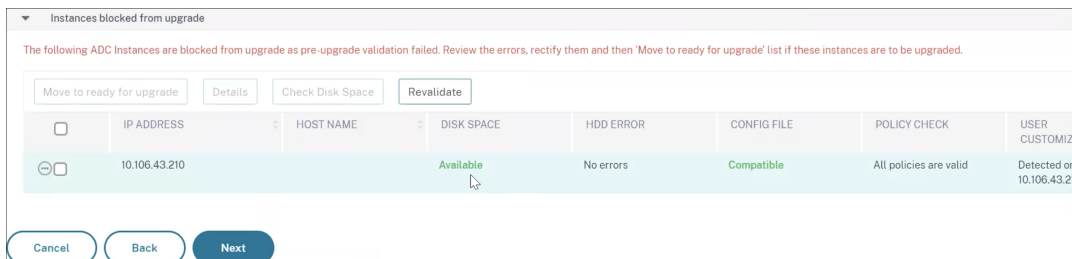 Instances blocked from upgrade
The following ADC Instances are blocked from upgrade as pre-upgrade validation failed. Review the errors, rectify them and then 'Move to ready for upgrade' list if these instances are to be upgraded.
Move to ready for upgrade Details Check Disk Space Revalidate
IP ADDRESS HOST NAME DISK SPACE HDD ERROR CONFIG FILE POLICY CHECK USER
CUSTOMIZ
10.106.43.210 Available No errors Compatible All policies are valid Detected or
10.106.43.2
Cancel Back Next